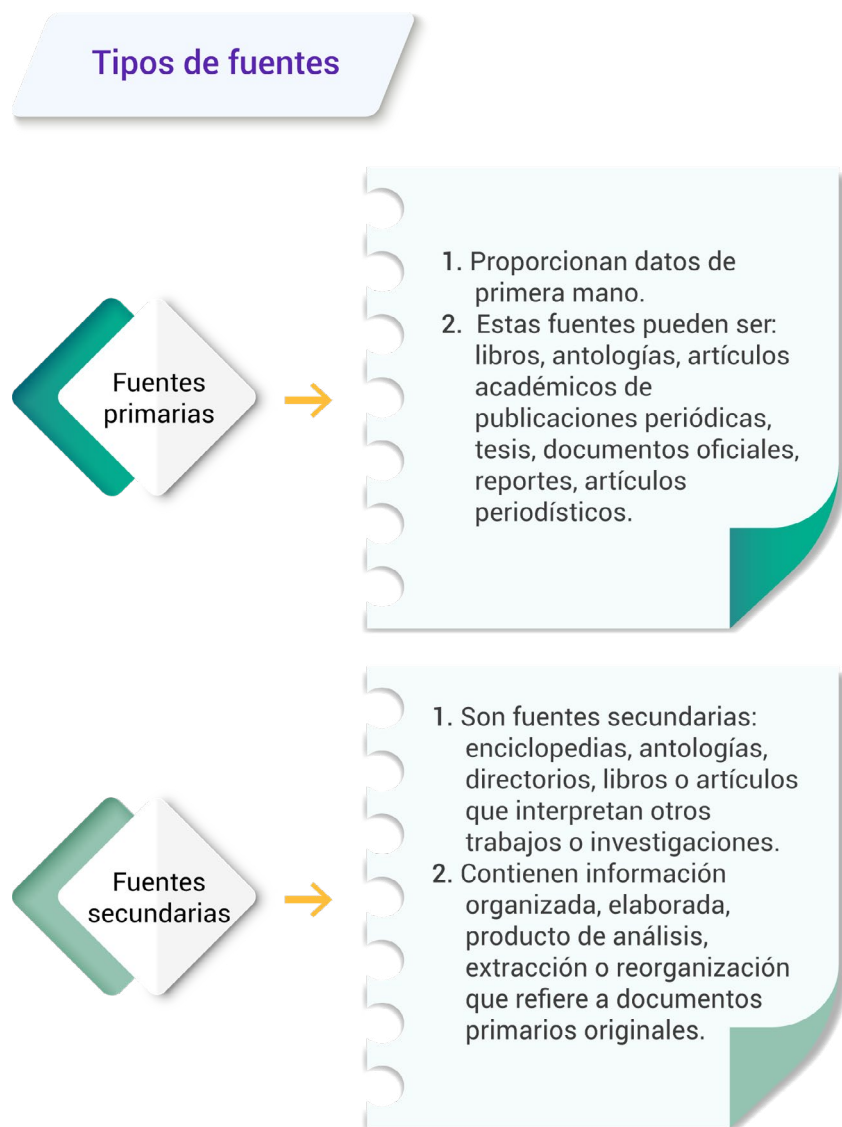 Tipos de fuentes
Fuentes
primarias
1. Proporcionan datos de
primera mano.
2. Estas fuentes pueden ser:
libros, antologías, artículos
académicos de
publicaciones periódicas,
tesis, documentos oficiales,
reportes, artículos
periodísticos.
Fuentes
secundarias
1. Son fuentes secundarias:
enciclopedias, antologías,
directorios, libros o artículos
que interpretan otros
trabajos o investigaciones.
2. Contienen información
organizada, elaborada,
producto de análisis,
extracción o reorganización
que refiere a documentos
primarios originales.